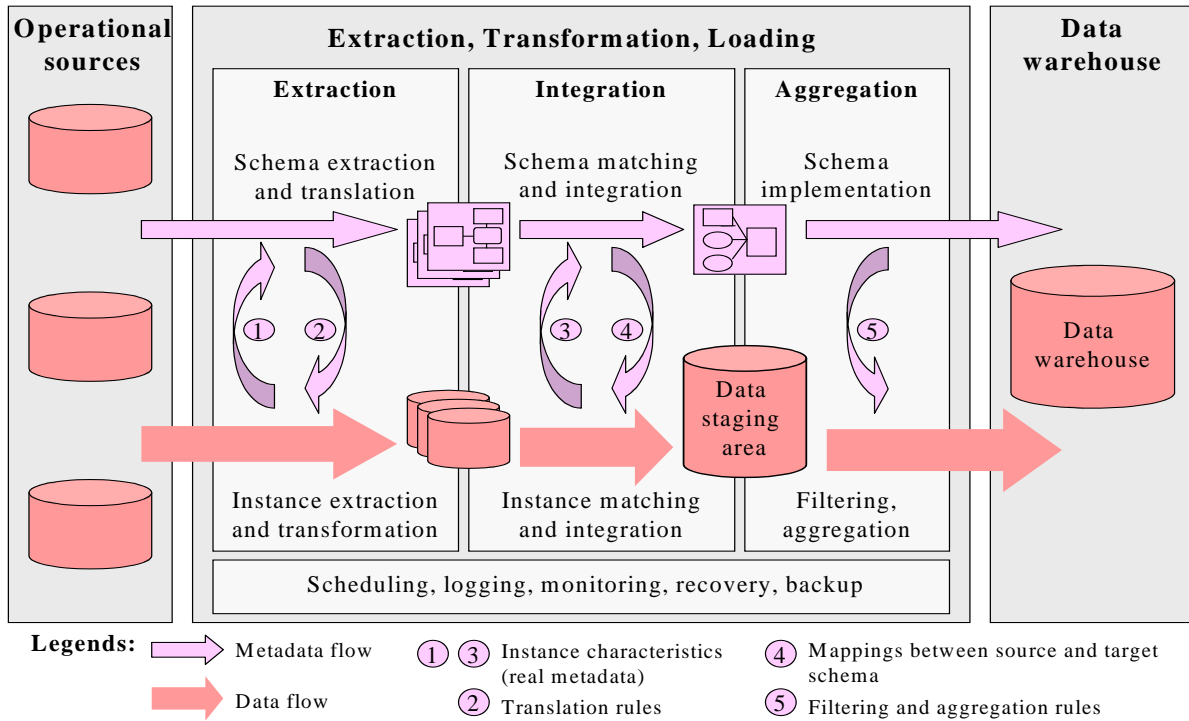 Operational
sources
Extraction, Transformation, Loading
Data
warehouse
Extraction
Integration
Aggregation
Schema extraction
and translation
Schema matching
and integration
Schema
implementation
1
2
3
4
5
Data
warehouse
Data
staging
area
Instance extraction
and transformation
Instance matching
and integration
Filtering,
aggregation
Scheduling, logging, monitoring, recovery, backup
Legends:
Metadata flow
Data flow
1 3 Instance characteristics
(real metadata)
2 Translation rules
4 Mappings between source and target
schema
5 Filtering and aggregation rules